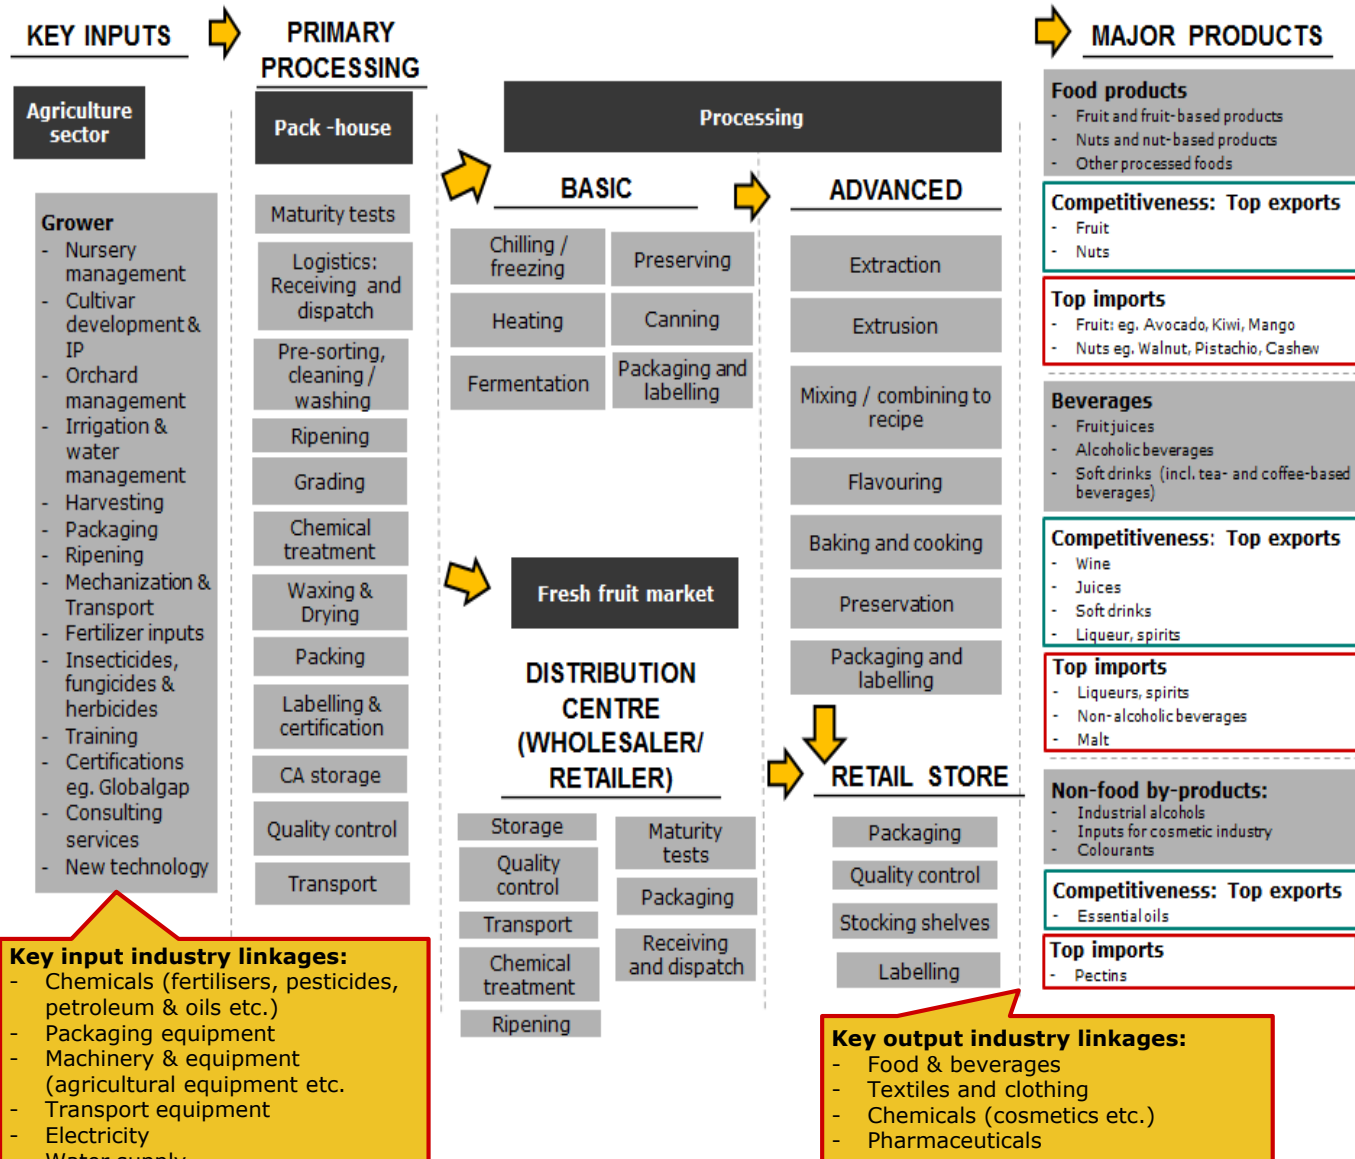 KEY INPUTS
Agriculture
sector
Grower
- Nursery
management
- Cultivar
development &
IP
- Orchard
management
- Irrigation &
water
management
- Harvesting
- Packaging
- Ripening
- Mechanization &
Transport
- Fertilizer inputs
- Insecticides,
fungicides &
herbicides
- Training
- Certifications
eg. Globalgap
- Consulting
services
- New technology
Key input industry linkages:
- Chemicals (fertilisers, pesticides,
petroleum & oils etc.)
- Packaging equipment
- Machinery & equipment
(agricultural equipment etc.
- Transport equipment
- Electricity
- Water supply
PRIMARY
PROCESSING
Pack -house
Maturity tests
Logistics:
Receiving and
dispatch
Pre-sorting,
cleaning /
washing
Ripening
Grading
Chemical
treatment
Waxing &
Drying
Packing
Labelling &
certification
CA storage
Quality control
Transport
Processing
BASIC
Chilling /
freezing
Preserving
Heating
Canning
Fermentation
Packaging and
labelling
Fresh fruit market
DISTRIBUTION
CENTRE
(WHOLESALER/
RETAILER)
Storage
Quality
control
Transport
Chemical
treatment
Ripening
Maturity
tests
Packaging
Receiving
and dispatch
ADVANCED
Extraction
Extrusion
Mixing / combining to
recipe
Flavouring
Baking and cooking
Preservation
Packaging and
labelling
RETAIL STORE
Packaging
Quality control
Stocking shelves
Labelling
Key output industry linkages:
- Food & beverages
- Textiles and clothing
- Chemicals (cosmetics etc.)
- Pharmaceuticals
MAJOR PRODUCTS
Food products
- Fruit and fruit-based products
- Nuts and nut-based products
- Other processed foods
Competitiveness: Top exports
- Fruit
- Nuts
Top imports
- Fruit: eg. Avocado, Kiwi, Mango
- Nuts eg. Walnut, Pistachio, Cashew
Beverages
- Fruit juices
- Alcoholic beverages
- Soft drinks (incl. tea- and coffee-based
beverages)
Competitiveness: Top exports
- Wine
- Juices
- Soft drinks
- Liqueur, spirits
Top imports
- Liqueurs, spirits
- Non-alcoholic beverages
- Malt
Non-food by-products:
- Industrial alcohols
- Inputs for cosmetic industry
- Colourants
Competitiveness: Top exports
- Essential oils
Top imports
- Pectins